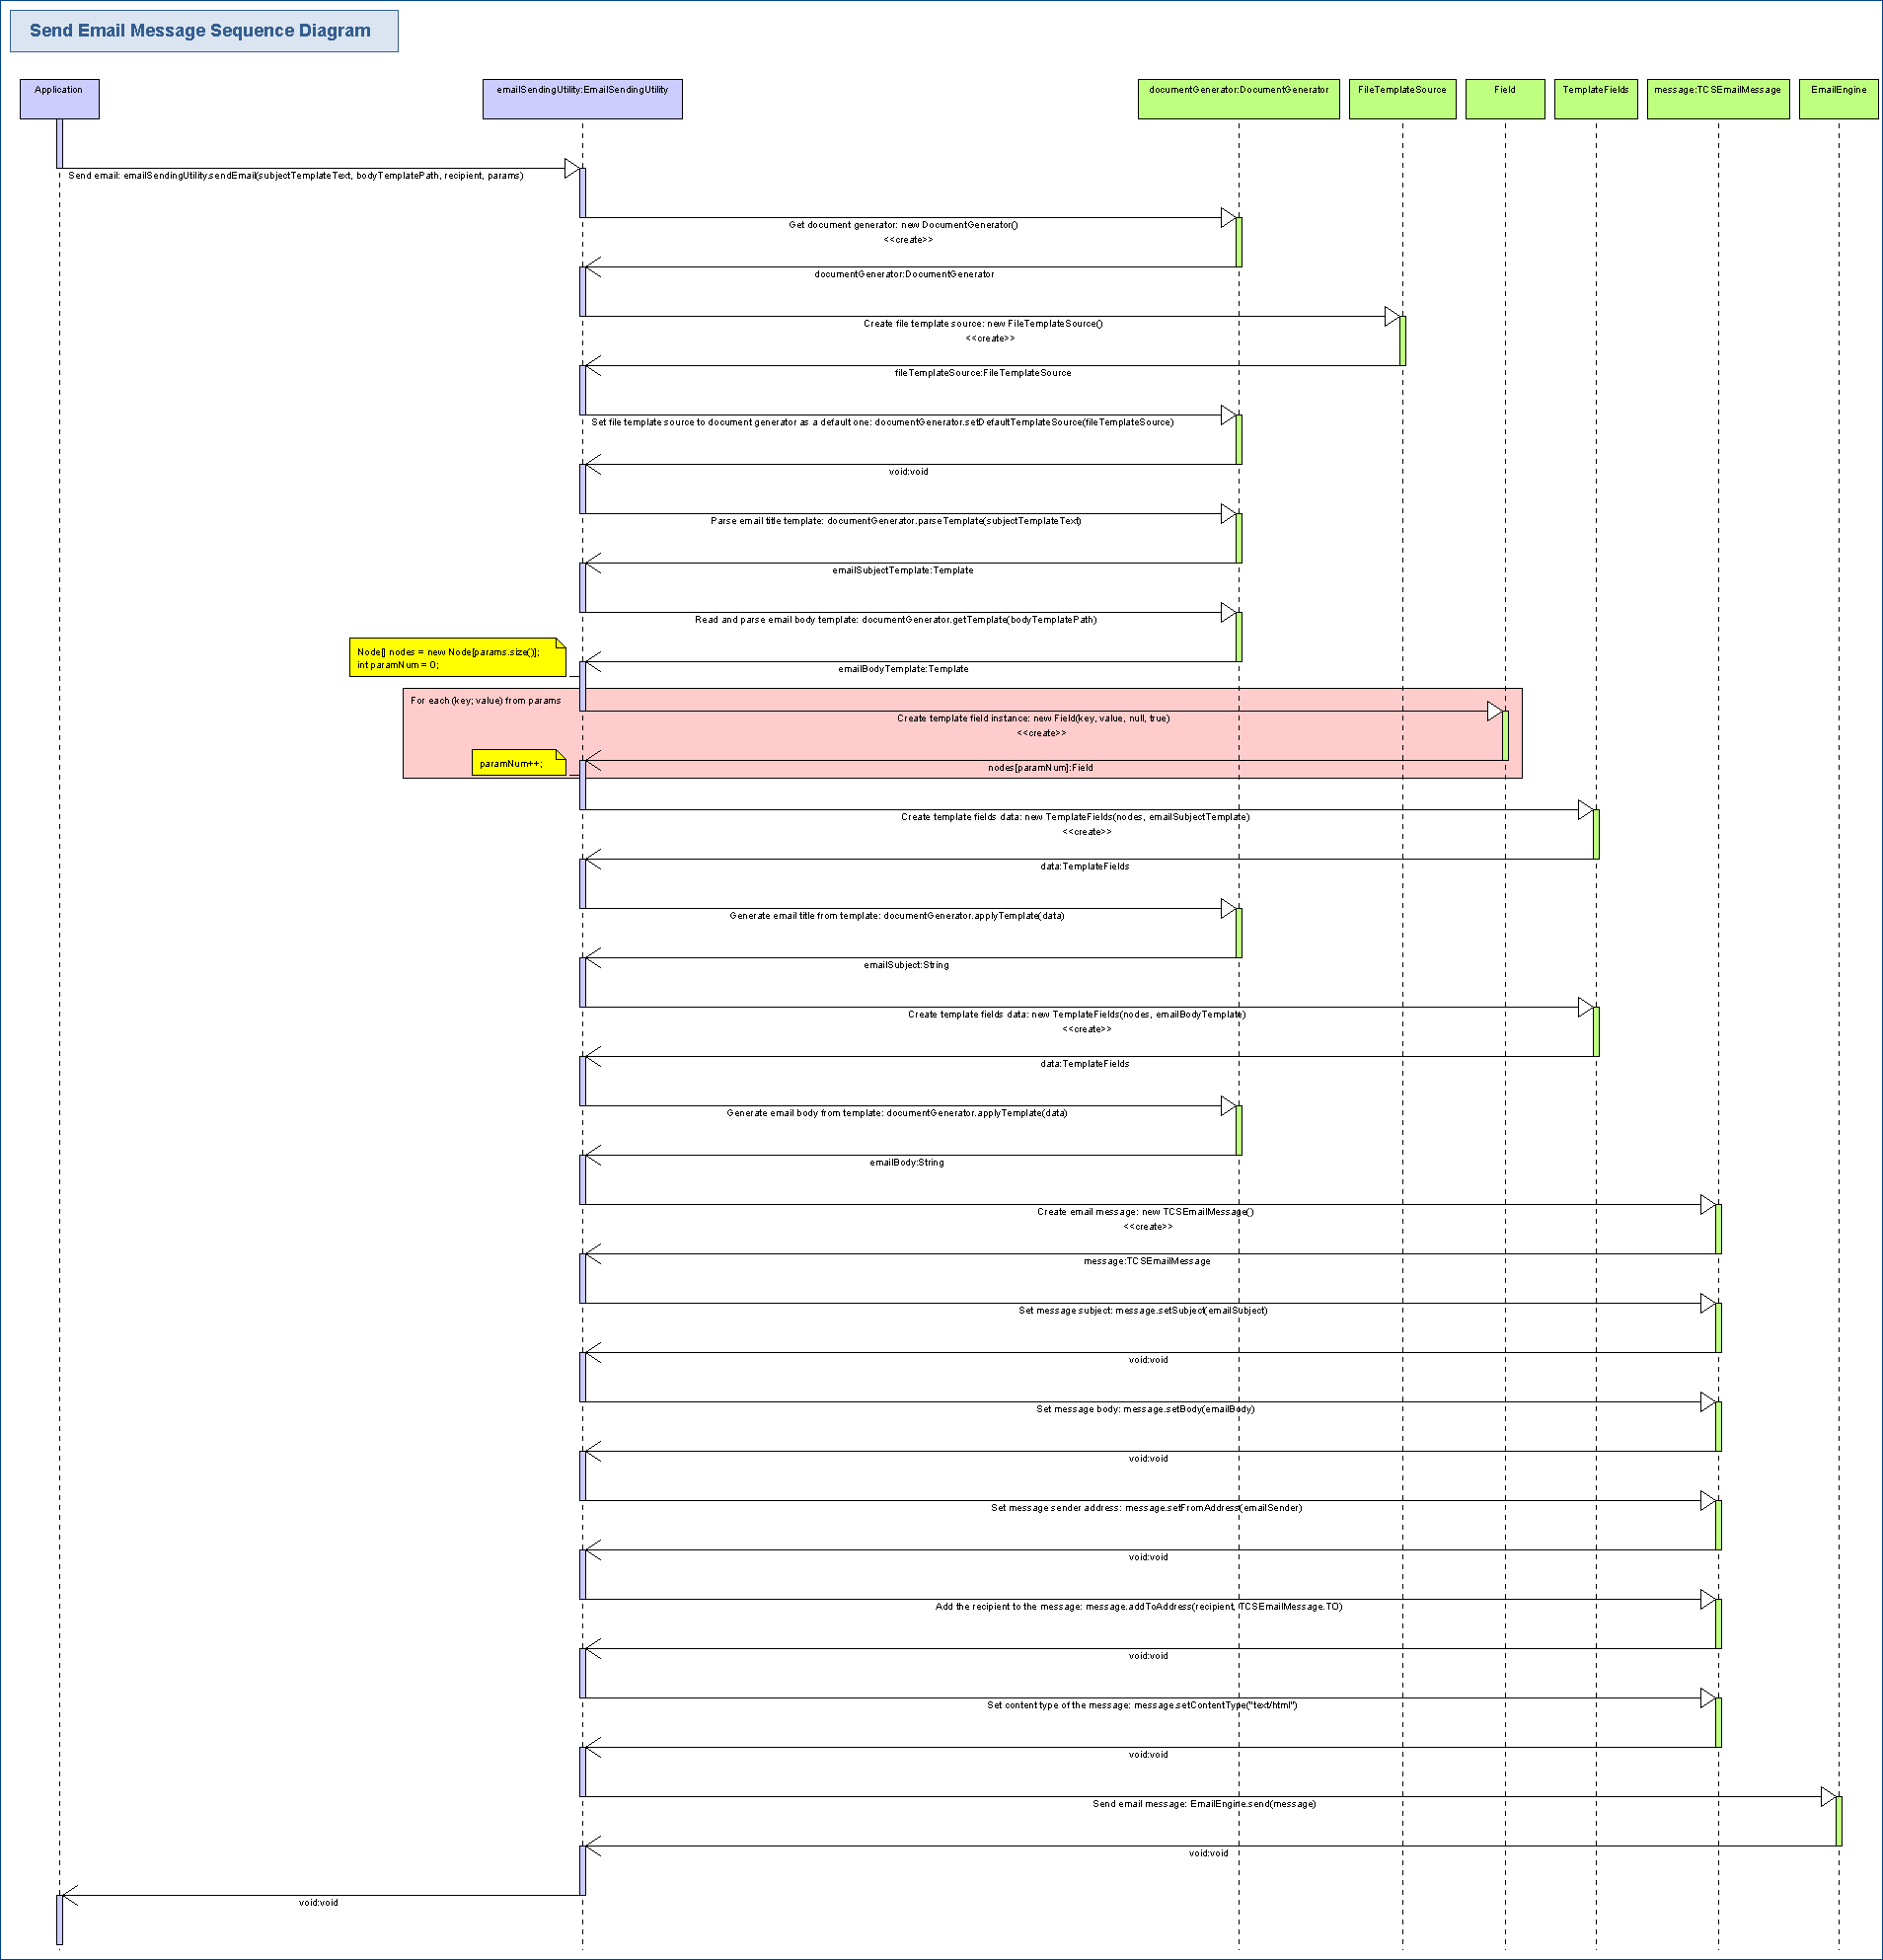 Send Email Message Sequence Diagram
Application
emailSendingUtility:EmailSendingUtility
documentGenerator:DocumentGenerator
FileTemplateSource
Field
TemplateFields
message:TCSEmailMessage
EmailEngine
Send email: emailSendingUtility.sendEmail(subjectTemplateText, bodyTemplatePath, recipient, params)
Get document generator: new DocumentGenerator()
<<create>>
documentGenerator:DocumentGenerator
Create file template source: new FileTemplateSource()
<<create>>
fileTemplateSource:FileTemplateSource
Set file template source to document generator as a default one: documentGenerator.setDefaultTemplateSource(fileTemplateSource)
void:void
Parse email title template: documentGenerator.parseTemplate(subjectTemplateText)
emailSubjectTemplate:Template
Read and parse email body template: documentGenerator.getTemplate(bodyTemplatePath)
Node[] nodes = new Node[params.size()];
int paramNum = 0;
emailBodyTemplate:Template
For each (key; value) from params
Create template field instance: new Field(key, value, null, true)
<<create>>
paramNum++;
nodes[paramNum]:Field
Create template fields data: new TemplateFields(nodes, emailSubjectTemplate)
<<create>>
data:TemplateFields
Generate email title from template: documentGenerator.applyTemplate(data)
emailSubject:String
Create template fields data: new TemplateFields(nodes, emailBodyTemplate)
<<create>>
data:TemplateFields
Generate email body from template: documentGenerator.applyTemplate(data)
emailBody:String
Create email message: new TCSEmailMessage()
<<create>>
message:TCSEmailMessage
Set message subject: message.setSubject(emailSubject)
void:void
Set message body: message.setBody(emailBody)
void:void
Set message sender address: message.setFromAddress(emailSender)
void:void
Add the recipient to the message: message.addToAddress(recipient, TCSEmailMessage.TO)
void:void
Set content type of the message: message.setContentType("text/html")
void:void
Send email message: EmailEngine.send(message)
void:void
void:void